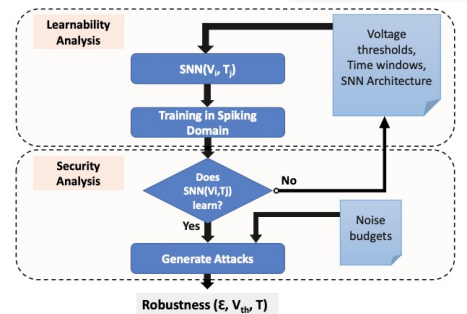 Learnability
Analysis
Voltage
thresholds,
Time windows,
SNN Architecture
SNN(Vi, Tj)
Training in Spiking
Domain
Security
Analysis
Does
SNN(Vi,Tj)
learn?
No
Yes
Noise
budgets
Generate Attacks
Robustness (Ɛ, Vth, T)